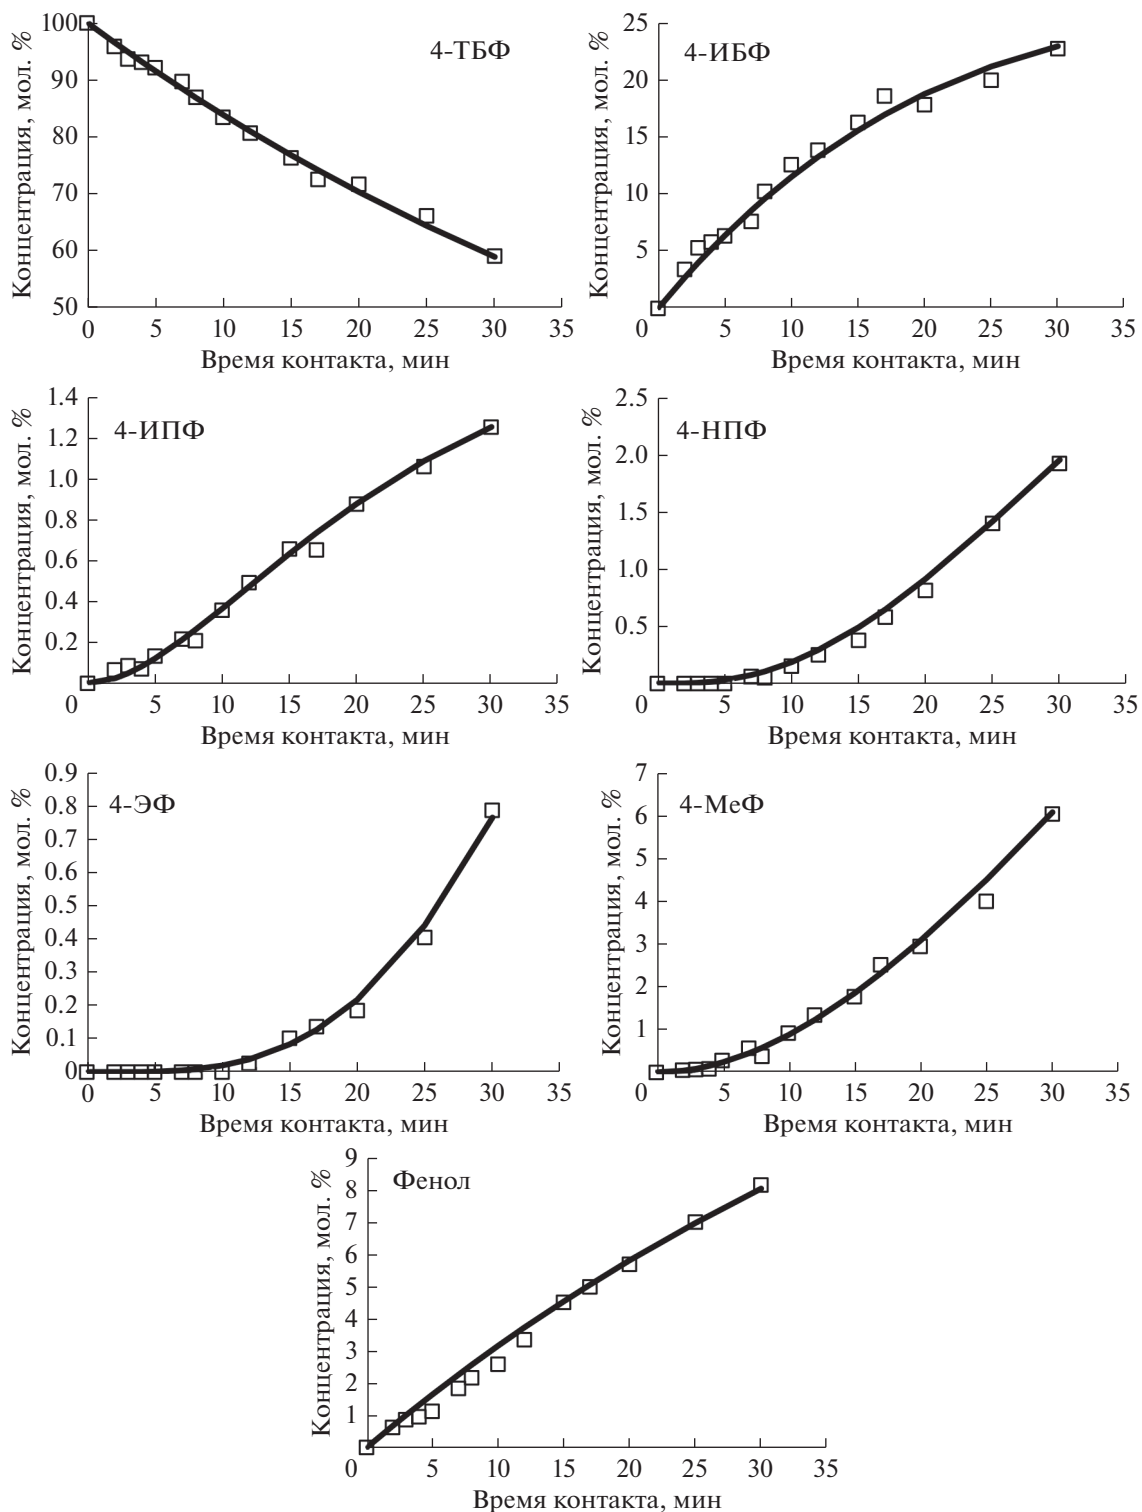 Концентрация, мол. %
100
90
80
70
60
50
4-ТБФ
0 5 10 15 20 25 30 35
Время контакта, мин
Концентрация, мол. %
25
20
15
10
5
4-ИБФ
0 5 10 15 20 25 30 35
Время контакта, мин
Концентрация, мол. %
1.4
1.2
1.0
0.8
0.6
0.4
0.2
4-ИПФ
0 5 10 15 20 25 30 35
Время контакта, мин
Концентрация, мол. %
2.5
2.0
1.5
1.0
0.5
4-НПФ
0 5 10 15 20 25 30 35
Время контакта, мин
Концентрация, мол. %
0.9
0.8
0.7
0.6
0.5
0.4
0.3
0.2
0.1
0
4-ЭФ
0 5 10 15 20 25 30 35
Время контакта, мин
Концентрация, мол. %
7
6
5
4
3
2
1
4-МеФ
0 5 10 15 20 25 30 35
Время контакта, мин
Концентрация, мол. %
9
8
7
6
5
4
3
2
1
Фенол
0 5 10 15 20 25 30 35
Время контакта, мин